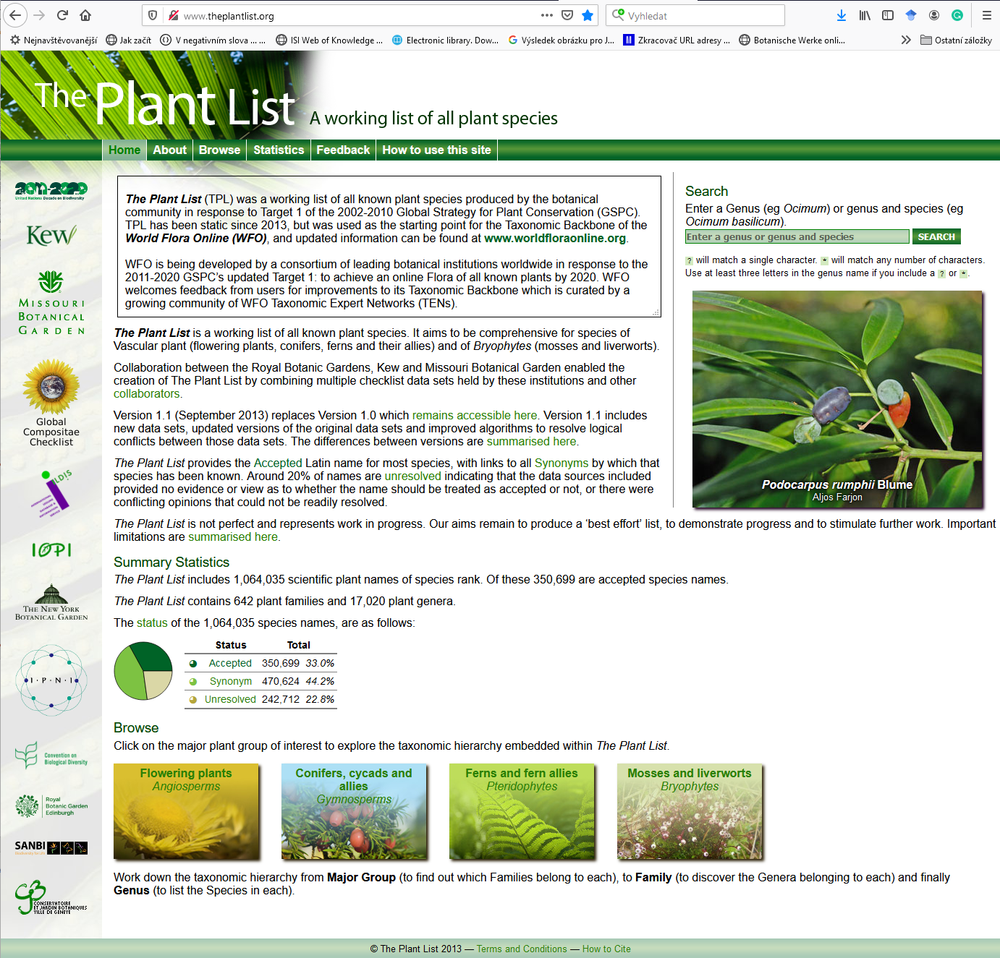 www.theplantlist.org
Vyhledat
Nejnavštěvovanější
Jak začít
V negativním slova ... ...
ISI Web of Knowledge ...
Electronic library. Dow...
Výsledek obrázku pro J...
Zkracovač URL adresy ...
Botanische Werke onli...
Ostatní záložky
The Plant List A working list of all plant species
Home About Browse Statistics Feedback How to use this site
2011-2020
United Nations Decade on Biodiversity
Kew
MISSOURI
BOTANICAL
GARDEN
Global
Compositae
Checklist
ILDIS
IOPI
THE NEW YORK
BOTANICAL GARDEN
I·P·N·I
Convention on
Biological Diversity
Royal
Botanic Garden
Edinburgh
SANBI
CONSERVATOIRE
ET JARDIN BOTANIQUES
VILLE DE GENEVE
The Plant List (TPL) was a working list of all known plant species produced by the botanical
community in response to Target 1 of the 2002-2010 Global Strategy for Plant Conservation (GSPC).
TPL has been static since 2013, but was used as the starting point for the Taxonomic Backbone of the
World Flora Online (WFO), and updated information can be found at www.worldfloraonline.org.
WFO is being developed by a consortium of leading botanical institutions worldwide in response to the
2011-2020 GSPC's updated Target 1: to achieve an online Flora of all known plants by 2020. WFO
welcomes feedback from users for improvements to its Taxonomic Backbone which is curated by a
growing community of WFO Taxonomic Expert Networks (TENs).
The Plant List is a working list of all known plant species. It aims to be comprehensive for species of
Vascular plant (flowering plants, conifers, ferns and their allies) and of Bryophytes (mosses and liverworts).
Collaboration between the Royal Botanic Gardens, Kew and Missouri Botanical Garden enabled the
creation of The Plant List by combining multiple checklist data sets held by these institutions and other
collaborators.
Version 1.1 (September 2013) replaces Version 1.0 which remains accessible here. Version 1.1 includes
new data sets, updated versions of the original data sets and improved algorithms to resolve logical
conflicts between those data sets. The differences between versions are summarised here.
The Plant List provides the Accepted Latin name for most species, with links to all Synonyms by which that
species has been known. Around 20% of names are unresolved indicating that the data sources included
provided no evidence or view as to whether the name should be treated as accepted or not, or there were
conflicting opinions that could not be readily resolved.
Search
Enter a Genus (eg Ocimum) or genus and species (eg
Ocimum basilicum).
Enter a genus or genus and species SEARCH
? will match a single character. * will match any number of characters.
Use at least three letters in the genus name if you include a ? or *.
Podocarpus rumphii Blume
Aljos Farjon
The Plant List is not perfect and represents work in progress. Our aims remain to produce a ‘best effort’ list, to demonstrate progress and to stimulate further work. Important
limitations are summarised here.
Summary Statistics
The Plant List includes 1,064,035 scientific plant names of species rank. Of these 350,699 are accepted species names.
The Plant List contains 642 plant families and 17,020 plant genera.
The status of the 1,064,035 species names, are as follows:
Status Total
Accepted 350,699 33.0%
Synonym 470,624 44.2%
Unresolved 242,712 22.8%
Browse
Click on the major plant group of interest to explore the taxonomic hierarchy embedded within The Plant List.
Flowering plants
Angiosperms
Conifers, cycads and
allies
Gymnosperms
Ferns and fern allies
Pteridophytes
Mosses and liverworts
Bryophytes
Work down the taxonomic hierarchy from Major Group (to find out which Families belong to each), to Family (to discover the Genera belonging to each) and finally
Genus (to list the Species in each).
© The Plant List 2013 — Terms and Conditions — How to Cite